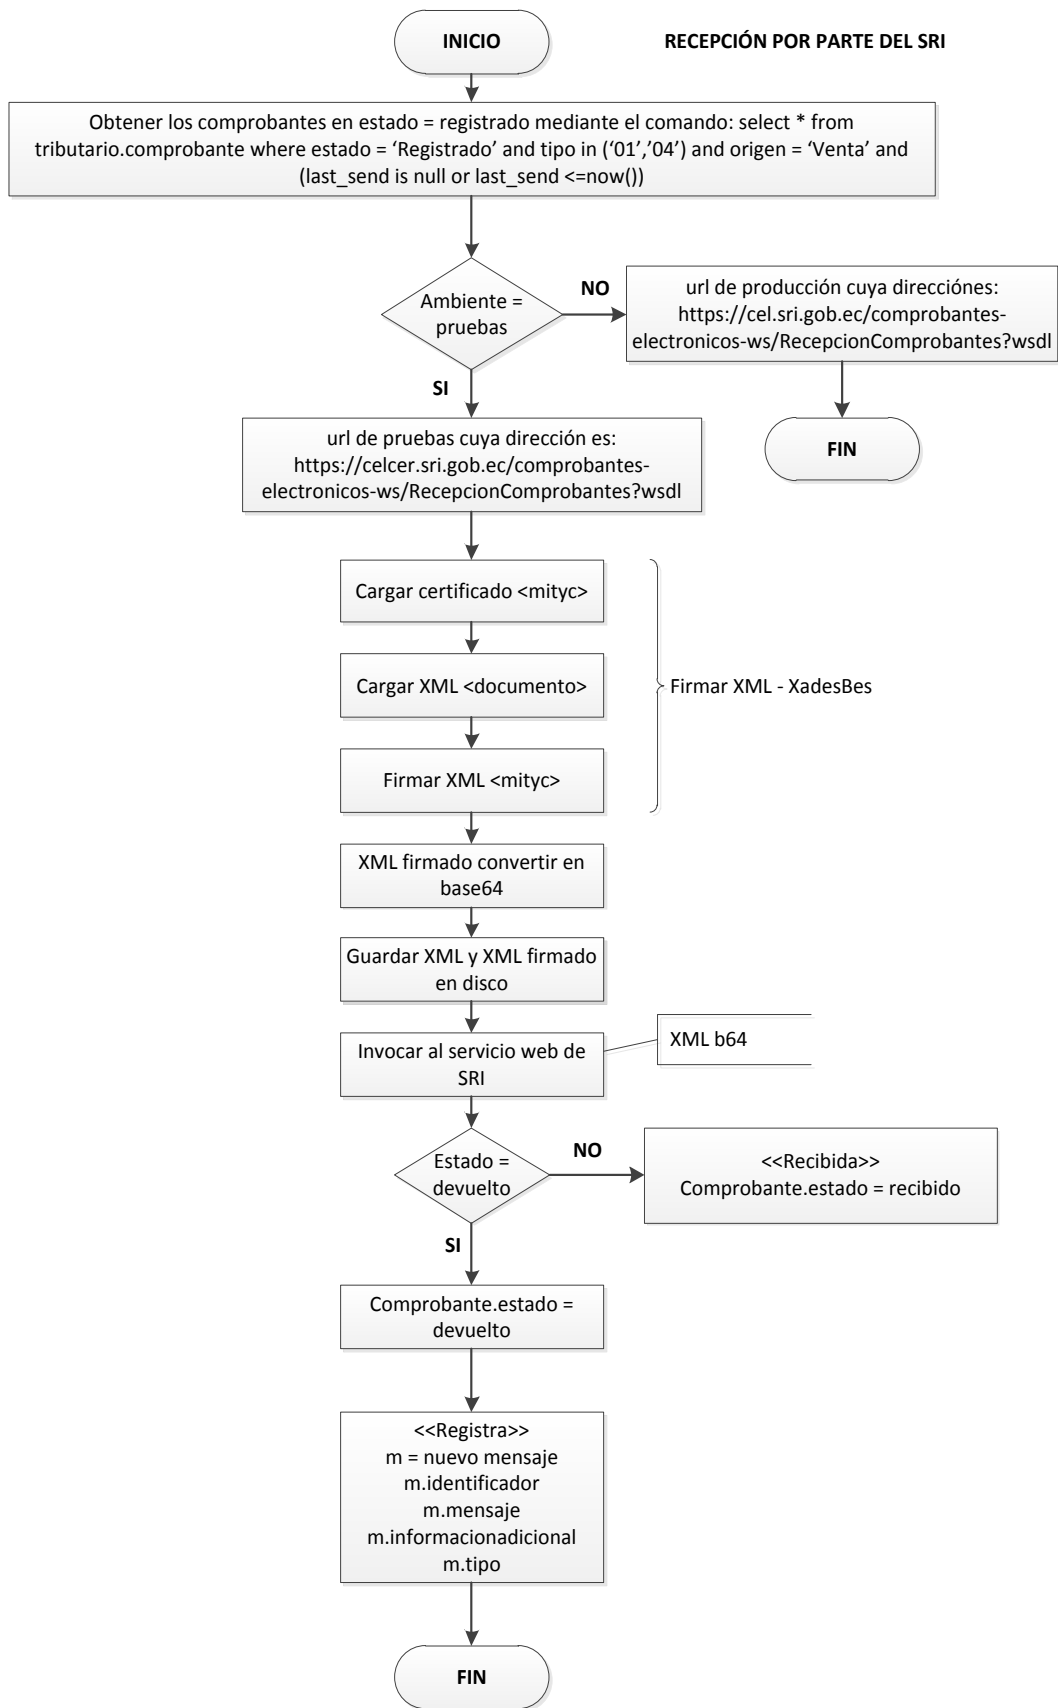 INICIO
RECEPCIÓN POR PARTE DEL SRI
Obtener los comprobantes en estado = registrado mediante el comando: select * from
tributario.comprobante where estado = ‘Registrado’ and tipo in (‘01’,’04’) and origen = ‘Venta’ and
(last_send is null or last_send <=now())
Ambiente =
pruebas
NO
url de producción cuya direcciónes:
https://cel.sri.gob.ec/comprobantes-
electronicos-ws/RecepcionComprobantes?wsdl
SI
FIN
url de pruebas cuya dirección es:
https://celcer.sri.gob.ec/comprobantes-
electronicos-ws/RecepcionComprobantes?wsdl
Cargar certificado <mityc>
Cargar XML <documento>
Firmar XML - XadesBes
Firmar XML <mityc>
XML firmado convertir en
base64
Guardar XML y XML firmado
en disco
Invocar al servicio web de
SRI
XML b64
Estado =
devuelto
NO
<<Recibida>>
Comprobante.estado = recibido
SI
Comprobante.estado =
devuelto
<<Registra>>
m = nuevo mensaje
m.identificador
m.mensaje
m.informacionadicional
m.tipo
FIN